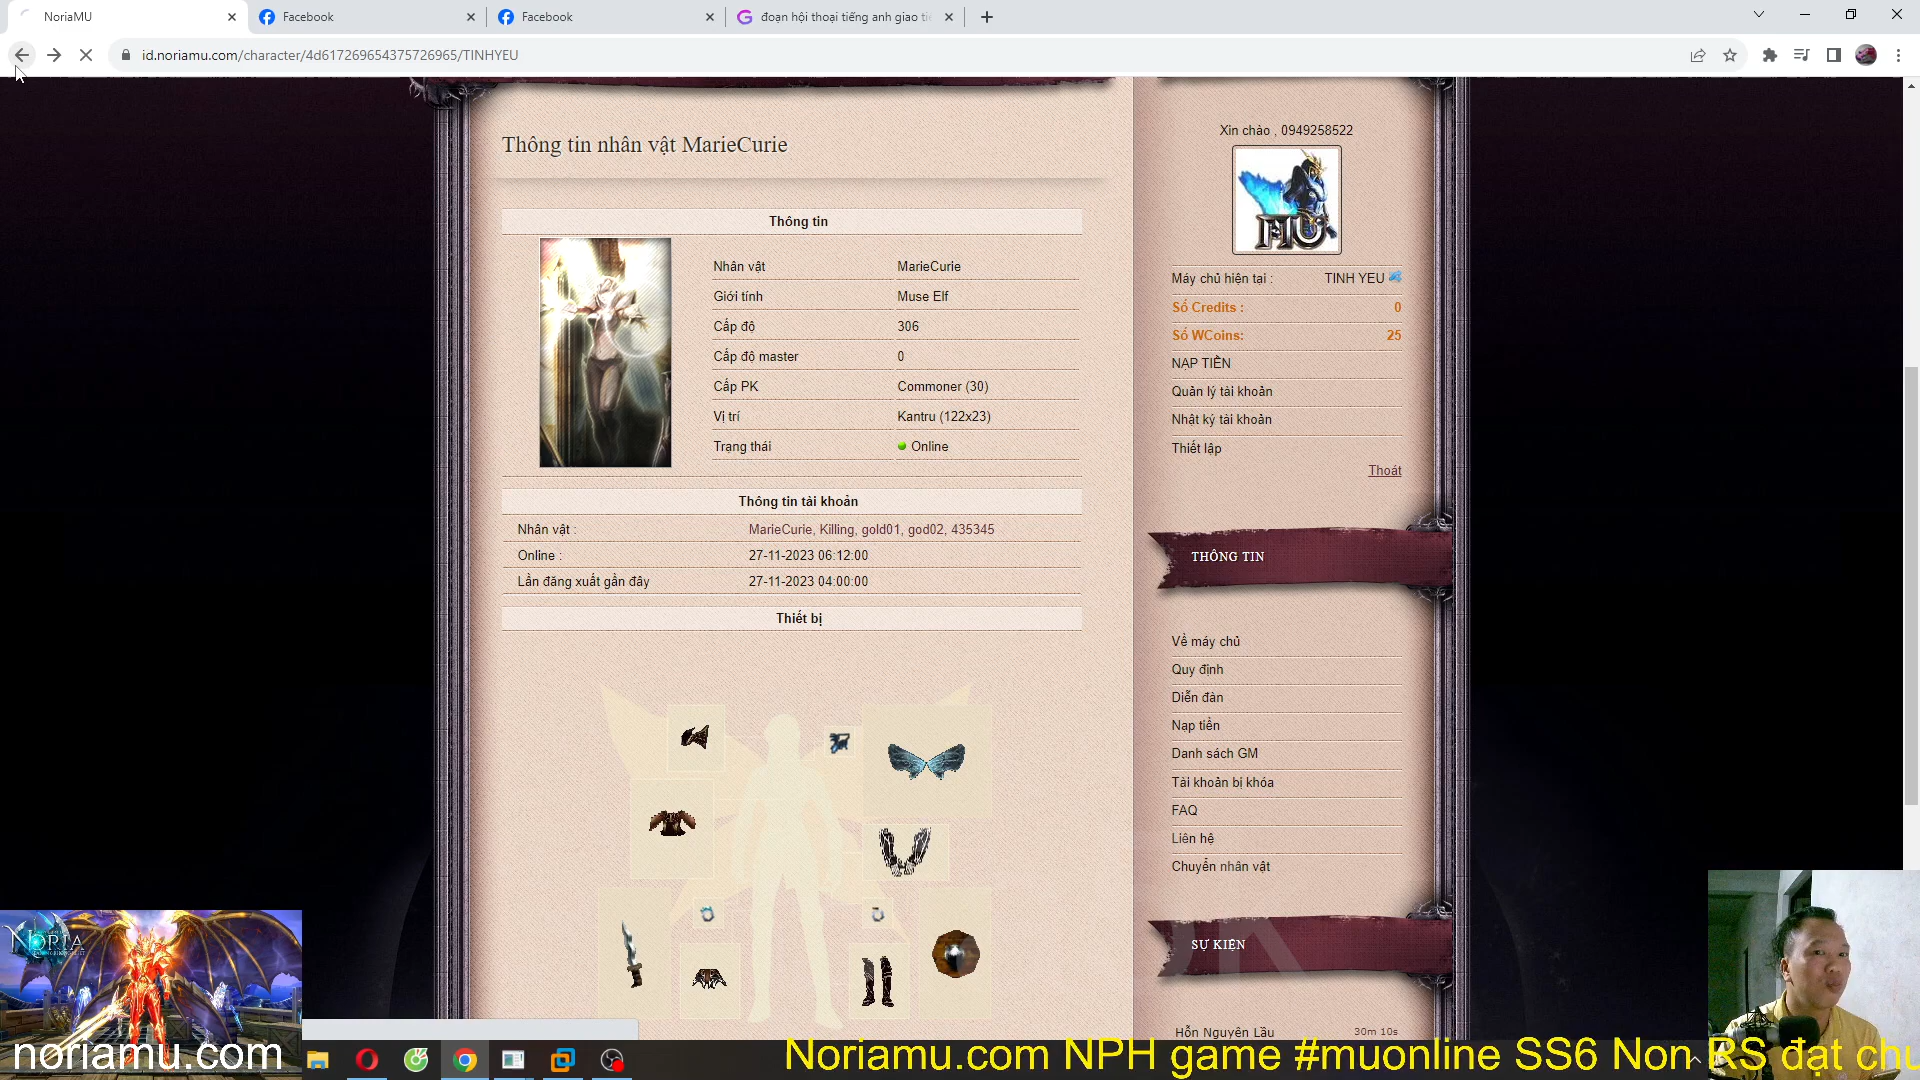 NoriaMU
Facebook
Facebook
đoạn hội thoại tiếng anh giao tiế
id.noriamu.com/character/4d617269654375726965/TINHYEU
Thông tin nhân vật MarieCurie
Thông tin
Nhân vật MarieCurie
Giới tính Muse Elf
Cấp độ 306
Cấp độ master 0
Cấp PK Commoner (30)
Vị trí Kantru (122x23)
Trạng thái Online
Thông tin tài khoản
Nhân vật : MarieCurie, Killing, gold01, god02, 435345
Online : 27-11-2023 06:12:00
Lần đăng xuất gần đây 27-11-2023 04:00:00
Thiết bị
Xin chào , 0949258522
MU
Máy chủ hiện tại : TINH YEU
Số Credits : 0
Số WCoins: 25
NẠP TIỀN
Quản lý tài khoản
Nhật ký tài khoản
Thiết lập
Thoát
THÔNG TIN
Về máy chủ
Quy định
Diễn đàn
Nạp tiền
Danh sách GM
Tài khoản bị khóa
FAQ
Liên hệ
Chuyển nhân vật
SỰ KIỆN
Hỗn Nguyên Lầu 30m 10s
NORIA
noriamu.com
Noriamu.com NPH game #muonline SS6 Non RS đạt chu